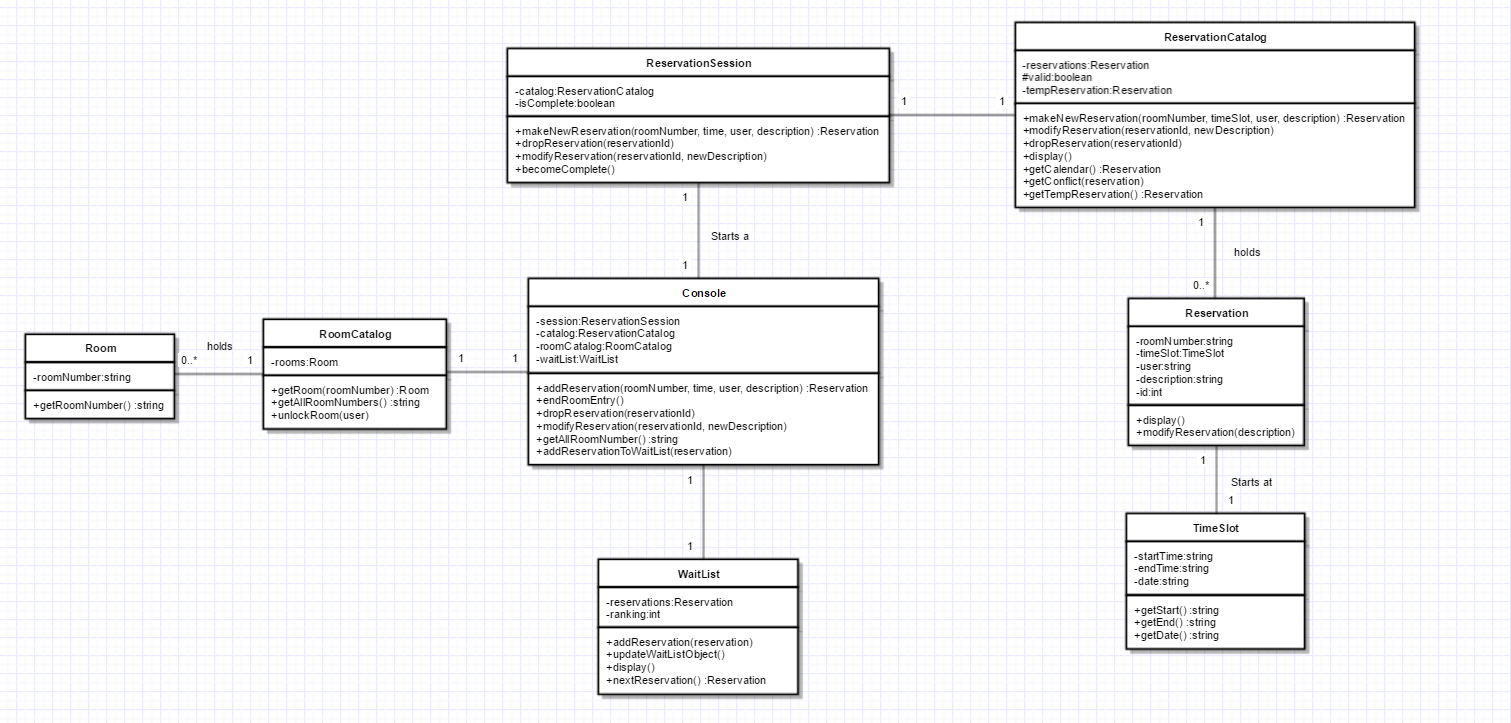 ReservationSession
-catalog:ReservationCatalog
-isComplete:boolean
+makeNewReservation(roomNumber, time, user, description) :Reservation
+dropReservation(reservationId)
+modifyReservation(reservationId, newDescription)
+becomeComplete()
1
1
ReservationCatalog
-reservations:Reservation
#valid:boolean
-tempReservation:Reservation
+makeNewReservation(roomNumber, timeSlot, user, description) :Reservation
+modifyReservation(reservationId, newDescription)
+dropReservation(reservationId)
+display()
+getCalendar() :Reservation
+getConflict(reservation)
+getTempReservation() :Reservation
1
Starts a
1
1
holds
0..*
Room
-roomNumber:string
+getRoomNumber() :string
holds
0..*
1
RoomCatalog
-rooms:Room
+getRoom(roomNumber) :Room
+getAllRoomNumbers() :string
+unlockRoom(user)
1
1
Console
-session:ReservationSession
-catalog:ReservationCatalog
-roomCatalog:RoomCatalog
-waitList:WaitList
+addReservation(roomNumber, time, user, description) :Reservation
+endRoomEntry()
+dropReservation(reservationId)
+modifyReservation(reservationId, newDescription)
+getAllRoomNumber() :string
+addReservationToWaitList(reservation)
Reservation
-roomNumber:string
-timeSlot:TimeSlot
-user:string
-description:string
-id:int
+display()
+modifyReservation(description)
1
Starts at
1
1
1
WaitList
-reservations:Reservation
-ranking:int
+addReservation(reservation)
+updateWaitListObject()
+display()
+nextReservation() :Reservation
TimeSlot
-startTime:string
-endTime:string
-date:string
+getStart() :string
+getEnd() :string
+getDate() :string